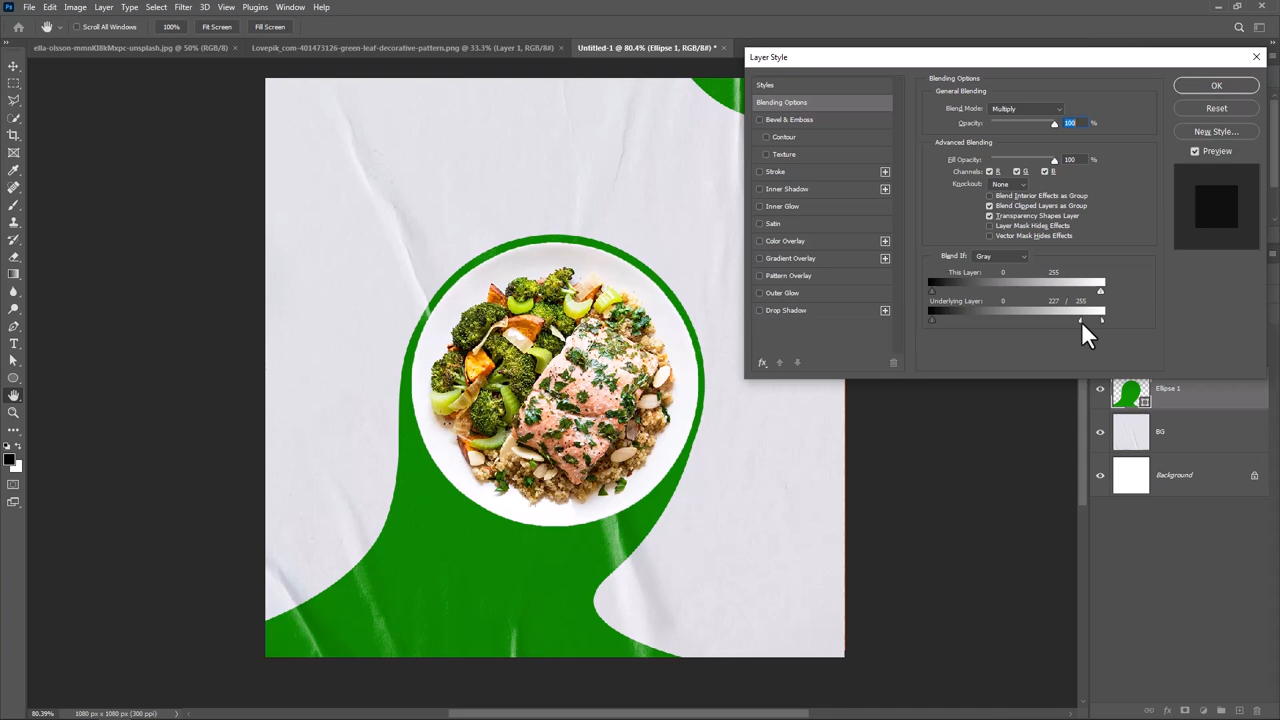 Ps File Edit Image Layer Type Select Filter 3D View Plugins Window Help
Scroll All Windows 100% Fit Screen Fill Screen
ella-olsson-mmnKI8kMxpc-unsplash.jpg @ 50% (RGB/8) × Lovepik_com-401473126-green-leaf-decorative-pattern.png @ 33.3% (Layer 1, RGB/8#) × Untitled-1 @ 80.4% (Ellipse 1, RGB/8#) * ×
Layer Style
Styles
Blending Options
Bevel & Emboss
Contour
Texture
Stroke
Inner Shadow
Inner Glow
Satin
Color Overlay
Gradient Overlay
Pattern Overlay
Outer Glow
Drop Shadow
fx
Blending Options
General Blending
Blend Mode: Multiply
Opacity: 100 %
Advanced Blending
Fill Opacity: 100 %
Channels: R G B
Knockout: None
Blend Interior Effects as Group
Blend Clipped Layers as Group
Transparency Shapes Layer
Layer Mask Hides Effects
Vector Mask Hides Effects
Blend If: Gray
This Layer: 0 255
Underlying Layer: 0 227 / 255
OK
Reset
New Style...
Preview
Ellipse 1
BG
Background
80.39% 1080 px x 1080 px (300 ppi)
fx